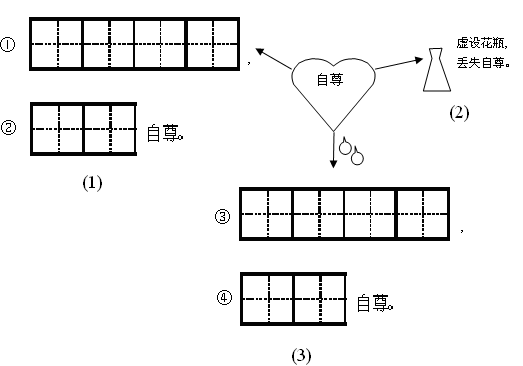 ①
，
② 自尊。
(1)
自尊
虚设花瓶，
丢失自尊。
(2)
③
，
④ 自尊。
(3)